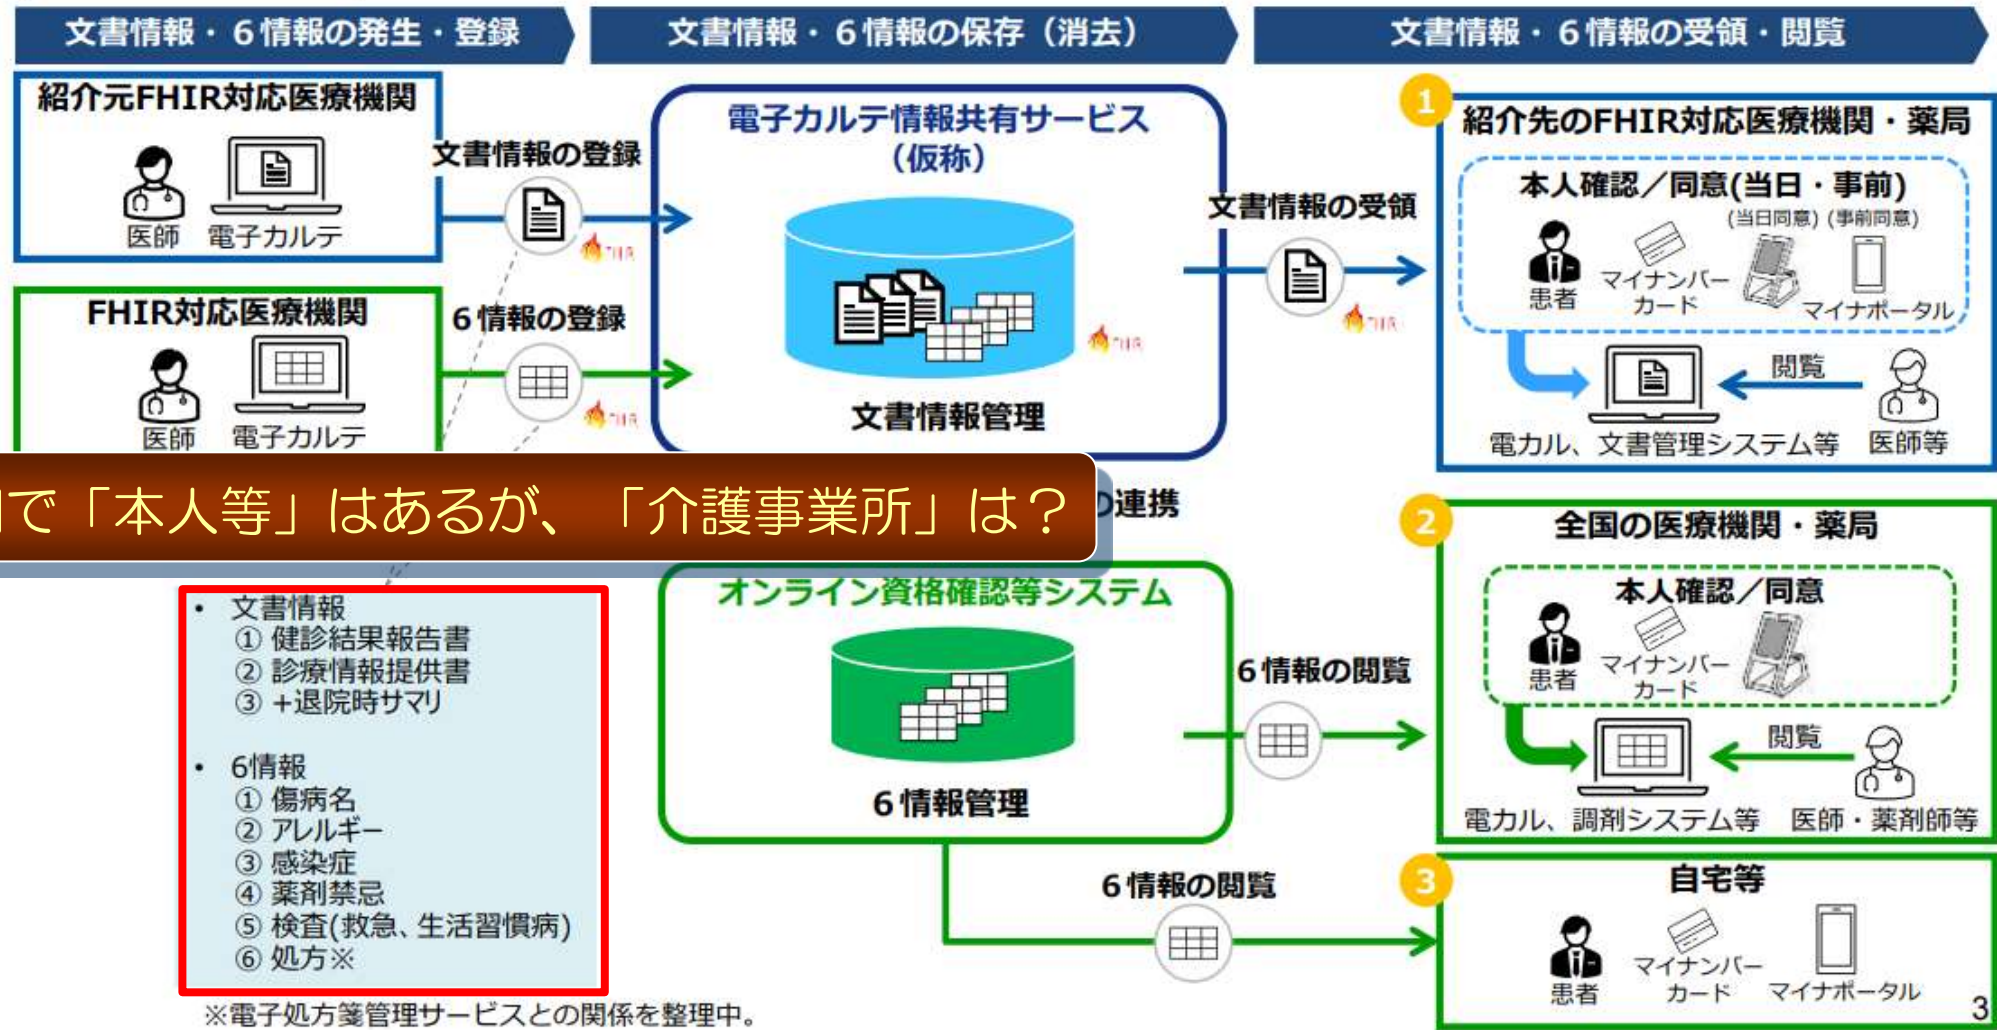 文書情報・6情報の発生・登録
文書情報・6情報の保存（消去）
文書情報・6情報の受領・閲覧
紹介元FHIR対応医療機関
医師
電子カルテ
文書情報の登録
FHIR対応医療機関
医師
電子カルテ
6情報の登録
電子カルテ情報共有サービス
（仮称）
文書情報管理
文書情報の受領
1
紹介先のFHIR対応医療機関・薬局
本人確認／同意(当日・事前)
(当日同意)
(事前同意)
患者
マイナンバー
カード
マイナポータル
閲覧
電カル、文書管理システム等
医師等
で「本人等」はあるが、「介護事業所」は？
の連携
・ 文書情報
① 健診結果報告書
② 診療情報提供書
③ +退院時サマリ
・ 6情報
① 傷病名
② アレルギー
③ 感染症
④ 薬剤禁忌
⑤ 検査(救急、生活習慣病)
⑥ 処方※
※電子処方箋管理サービスとの関係を整理中。
オンライン資格確認等システム
6情報管理
6情報の閲覧
2
全国の医療機関・薬局
本人確認／同意
患者
マイナンバー
カード
閲覧
電カル、調剤システム等
医師・薬剤師等
6情報の閲覧
3
自宅等
患者
マイナンバー
カード
マイナポータル
3